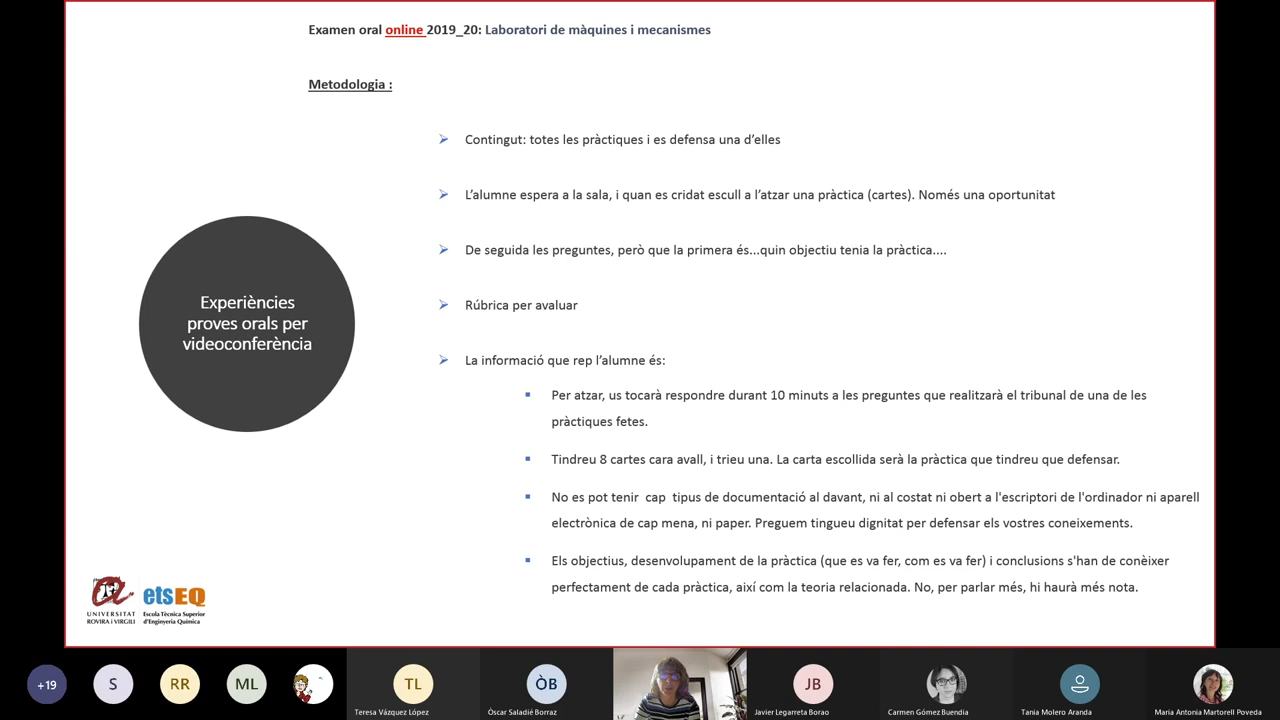 Examen oral online 2019_20: Laboratori de màquines i mecanismes
Metodologia :
Contingut: totes les pràctiques i es defensa una d’elles
L’alumne espera a la sala, i quan es cridat escull a l’atzar una pràctica (cartes). Només una oportunitat
De seguida les preguntes, però que la primera és...quin objectiu tenia la pràctica....
Rúbrica per avaluar
La informació que rep l’alumne és:
Per atzar, us tocarà respondre durant 10 minuts a les preguntes que realitzarà el tribunal de una de les
pràctiques fetes.
Tindreu 8 cartes cara avall, i trieu una. La carta escollida serà la pràctica que tindreu que defensar.
No es pot tenir cap tipus de documentació al davant, ni al costat ni obert a l'escriptori de l'ordinador ni aparell
electrònica de cap mena, ni paper. Preguem tingueu dignitat per defensar els vostres coneixements.
Els objectius, desenvolupament de la pràctica (que es va fer, com es va fer) i conclusions s'han de conèixer
perfectament de cada pràctica, així com la teoria relacionada. No, per parlar més, hi haurà més nota.
Experiències
proves orals per
videoconferència
UNIVERSITAT
ROVIRA i VIRGILI
etsEQ
Escola Tècnica Superior
d'Enginyeria Química
+19
S
RR
ML
TL
Teresa Vázquez López
ÒB
Òscar Saladié Borraz
JB
Javier Legarreta Borao
Carmen Gómez Buendia
Tania Molero Aranda
María Antonia Martorell Poveda